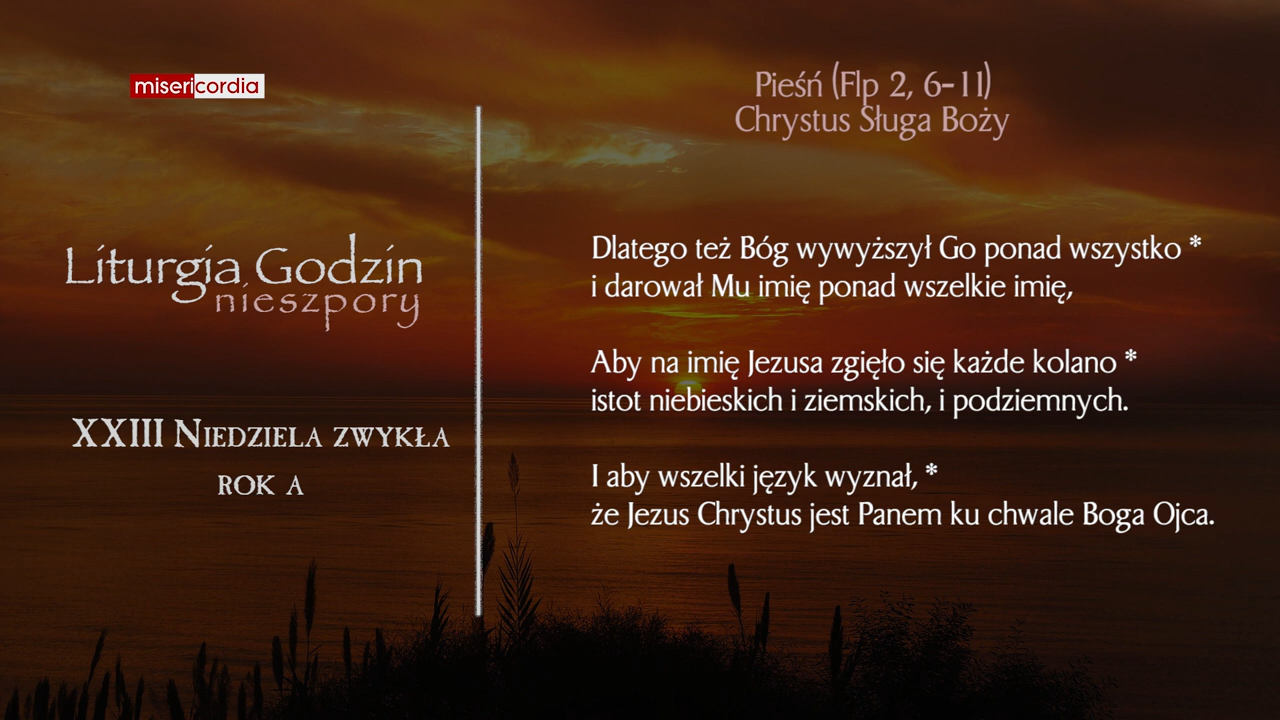 misericordia
Liturgia Godzin
nieszpory
XXIII Niedziela zwykła
rok A
Pieśń (Flp 2, 6-11)
Chrystus Sługa Boży
Dlatego też Bóg wywyższył Go ponad wszystko *
i darował Mu imię ponad wszelkie imię,
Aby na imię Jezusa zgięło się każde kolano *
istot niebieskich i ziemskich, i podziemnych.
I aby wszelki język wyznał, *
że Jezus Chrystus jest Panem ku chwale Boga Ojca.